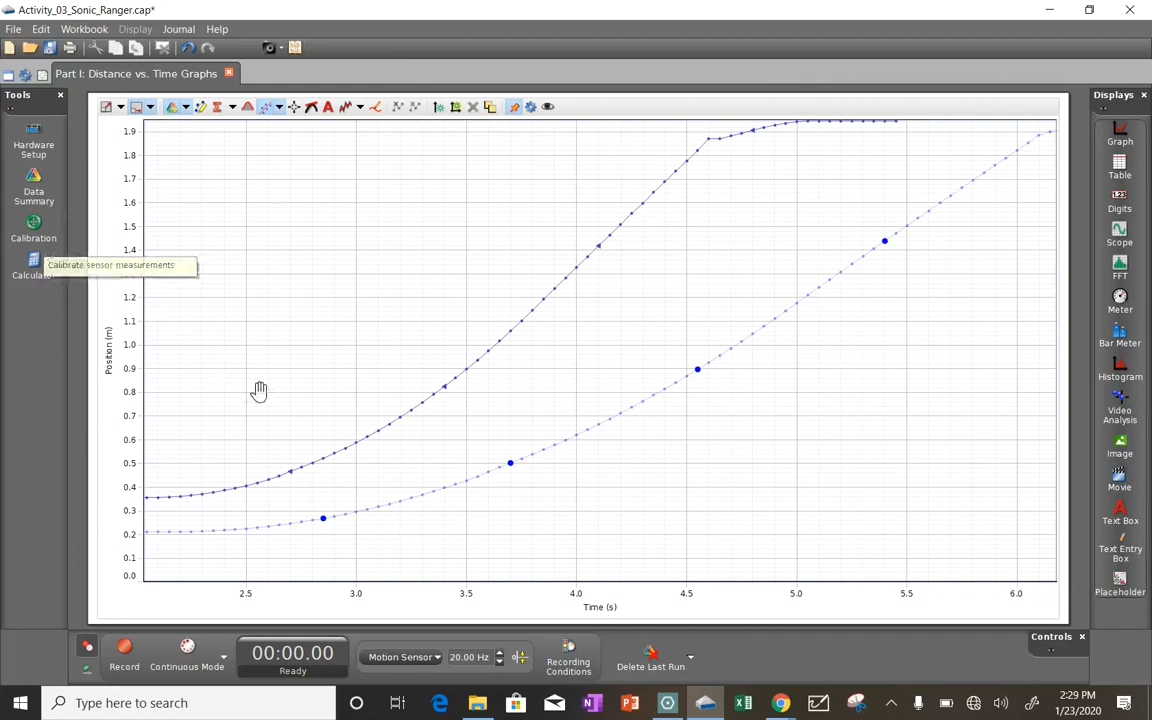 Activity_03_Sonic_Ranger.cap*
File Edit Workbook Display Journal Help
Part I: Distance vs. Time Graphs
Tools
Hardware
Setup
Data
Summary
Calibration
Calibrate sensor measurements
1.9
1.8
1.7
1.6
1.5
1.4
1.2
1.1
1.0
0.9
0.8
0.7
0.6
0.5
0.4
0.3
0.2
0.1
0.0
Position (m)
2.5 3.0 3.5 4.0 4.5 5.0 5.5 6.0
Time (s)
Displays
Graph
Table
1.23
Digits
Scope
FFT
Meter
Bar Meter
Histogram
Video
Analysis
Image
Movie
A
Text Box
Text Entry
Box
Placeholder
Controls
Record
Continuous Mode
00:00.00
Ready
Motion Sensor
20.00 Hz
Recording
Conditions
Delete Last Run
Type here to search
2:29 PM
1/23/2020